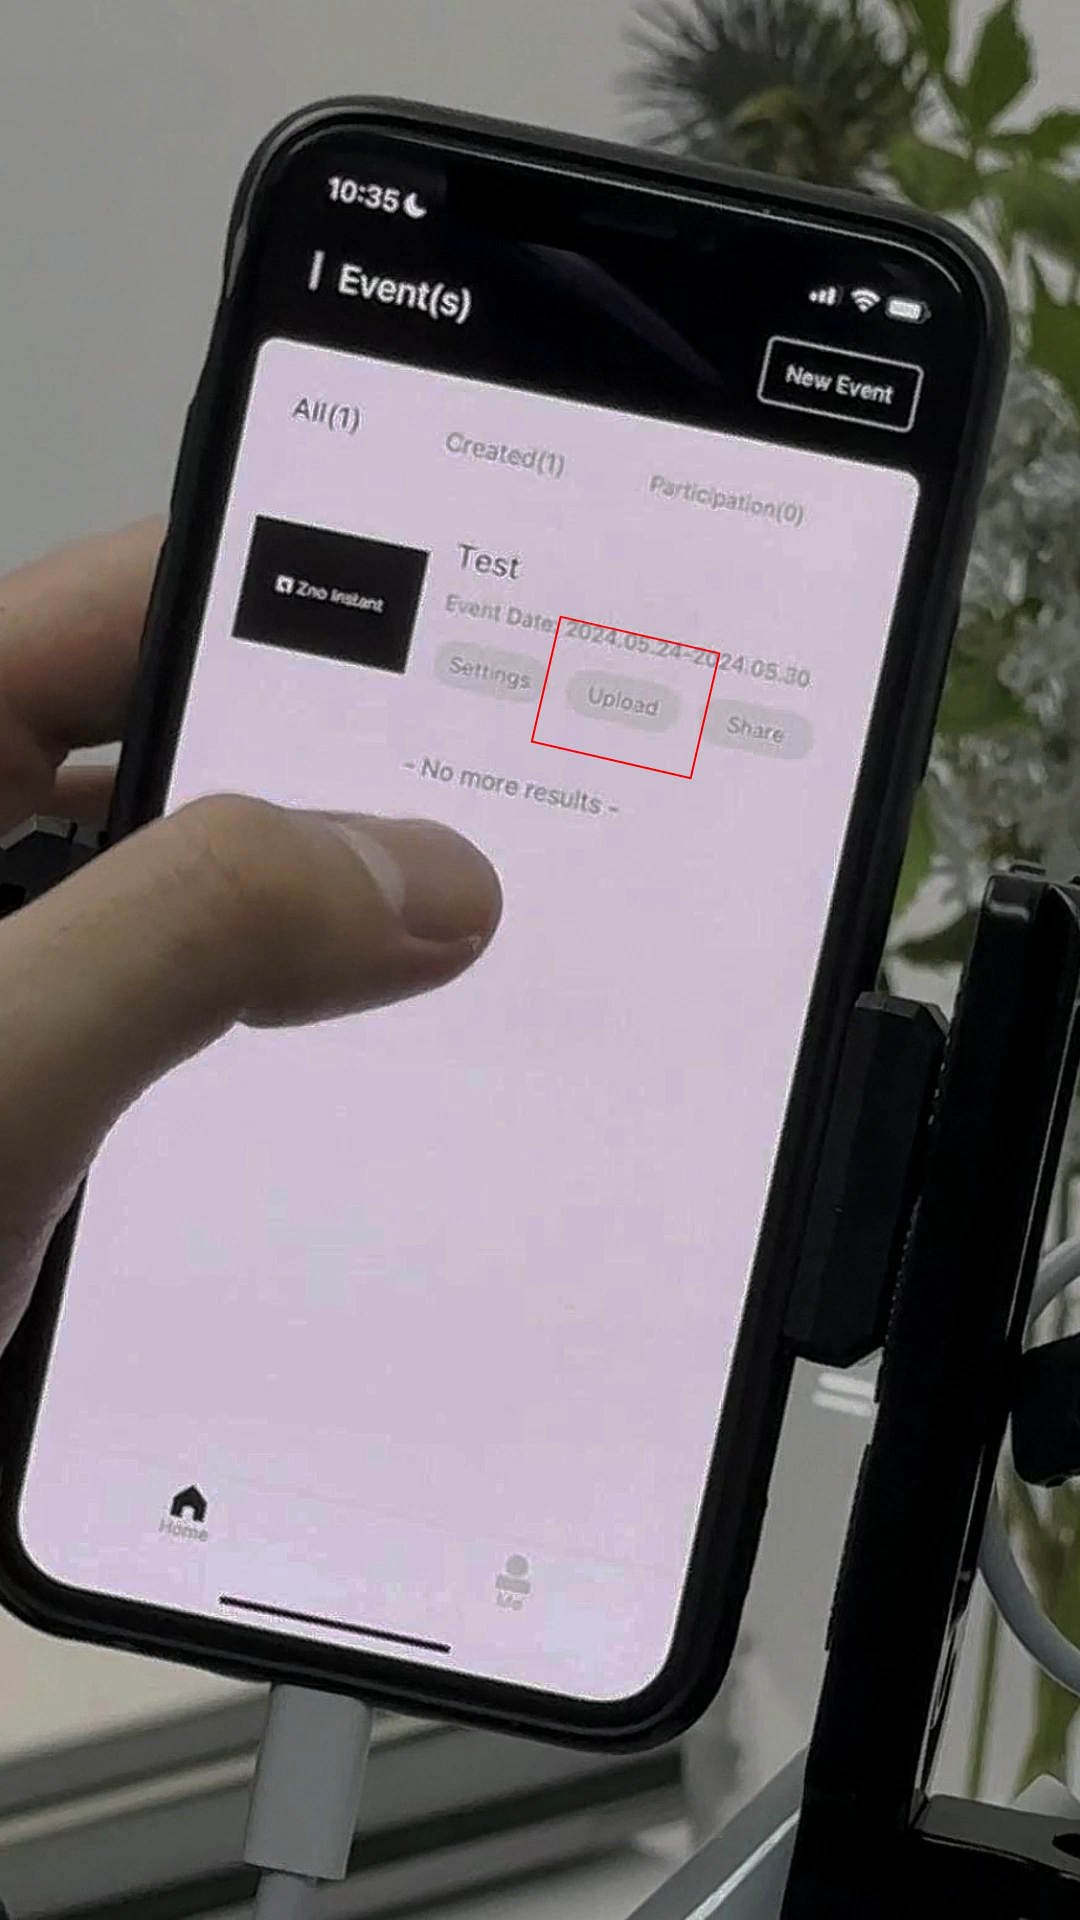 10:35
Event(s)
New Event
All(1)
Created(1)
Participation(0)
Zno Instant
Test
Event Date: 2024.05.24-2024.05.30
Settings
Upload
Share
- No more results -
Home
Me